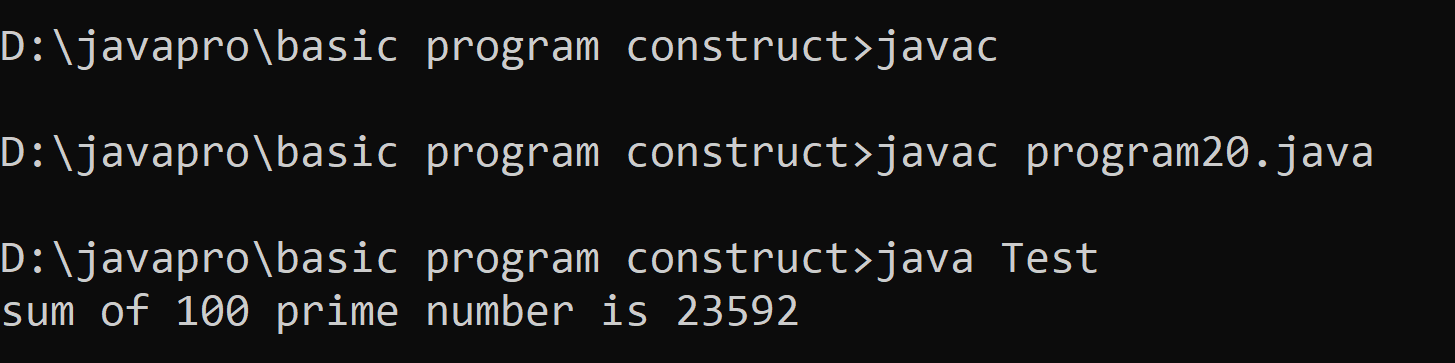 D:\javapro\basic program construct>javac
D:\javapro\basic program construct>javac program20.java
D:\javapro\basic program construct>java Test
sum of 100 prime number is 23592